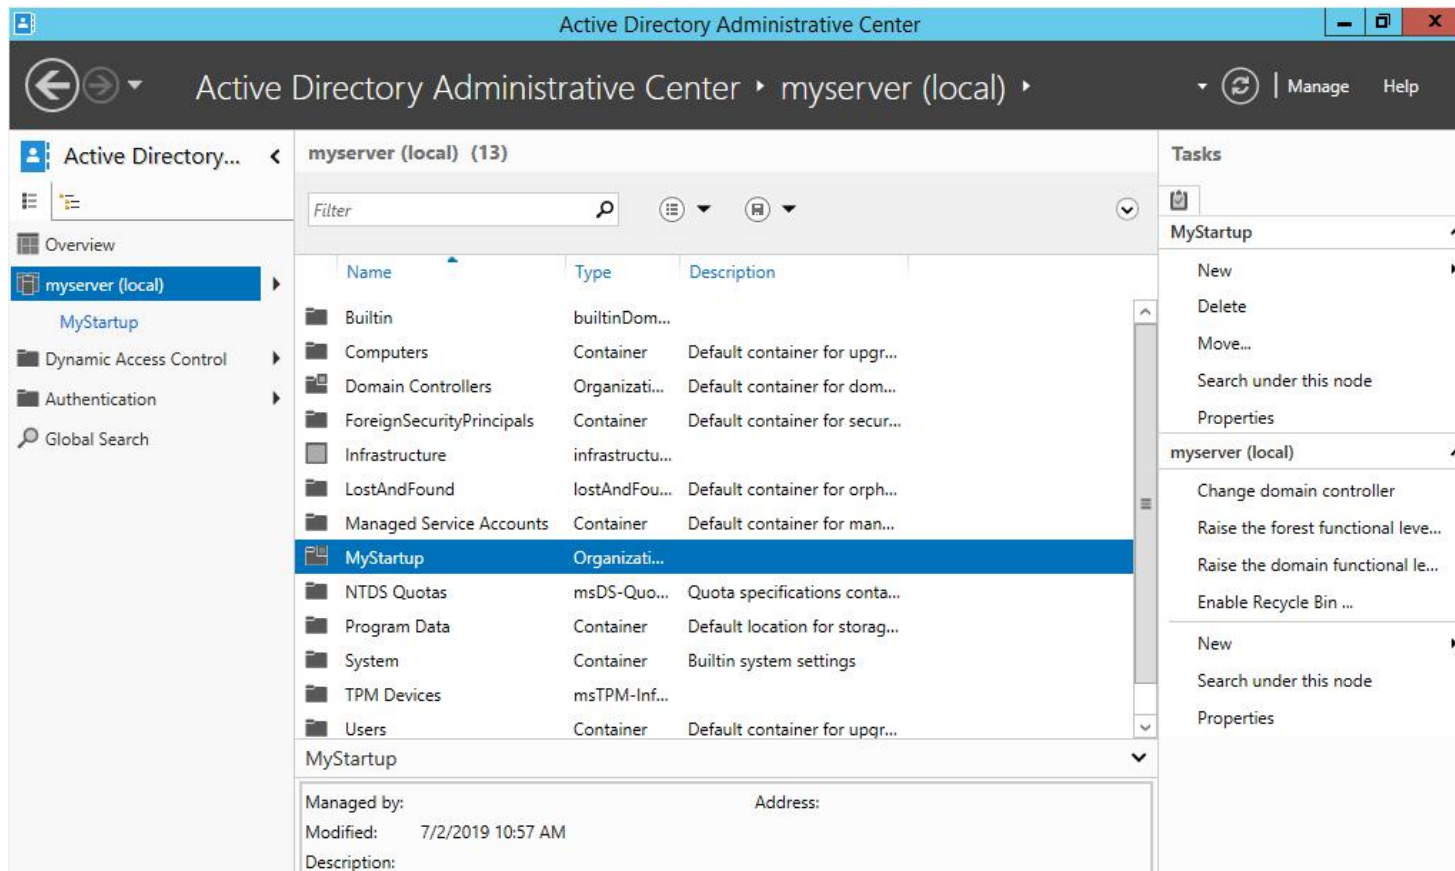 Active Directory Administrative Center
Active Directory Administrative Center • myserver (local) •
Manage Help
Active Directory...
Overview
myserver (local)
MyStartup
Dynamic Access Control
Authentication
Global Search
myserver (local) (13)
Filter
Name Type Description
Builtin builtinDom...
Computers Container Default container for upgr...
Domain Controllers Organizati... Default container for dom...
ForeignSecurityPrincipals Container Default container for secur...
Infrastructure infrastructu...
LostAndFound lostAndFou... Default container for orph...
Managed Service Accounts Container Default container for man...
MyStartup Organizati...
NTDS Quotas msDS-Quo... Quota specifications conta...
Program Data Container Default location for storag...
System Container Builtin system settings
TPM Devices msTPM-Inf...
Users Container Default container for upgr...
MyStartup
Managed by: Address:
Modified: 7/2/2019 10:57 AM
Description:
Tasks
MyStartup
New
Delete
Move...
Search under this node
Properties
myserver (local)
Change domain controller
Raise the forest functional leve...
Raise the domain functional le...
Enable Recycle Bin ...
New
Search under this node
Properties